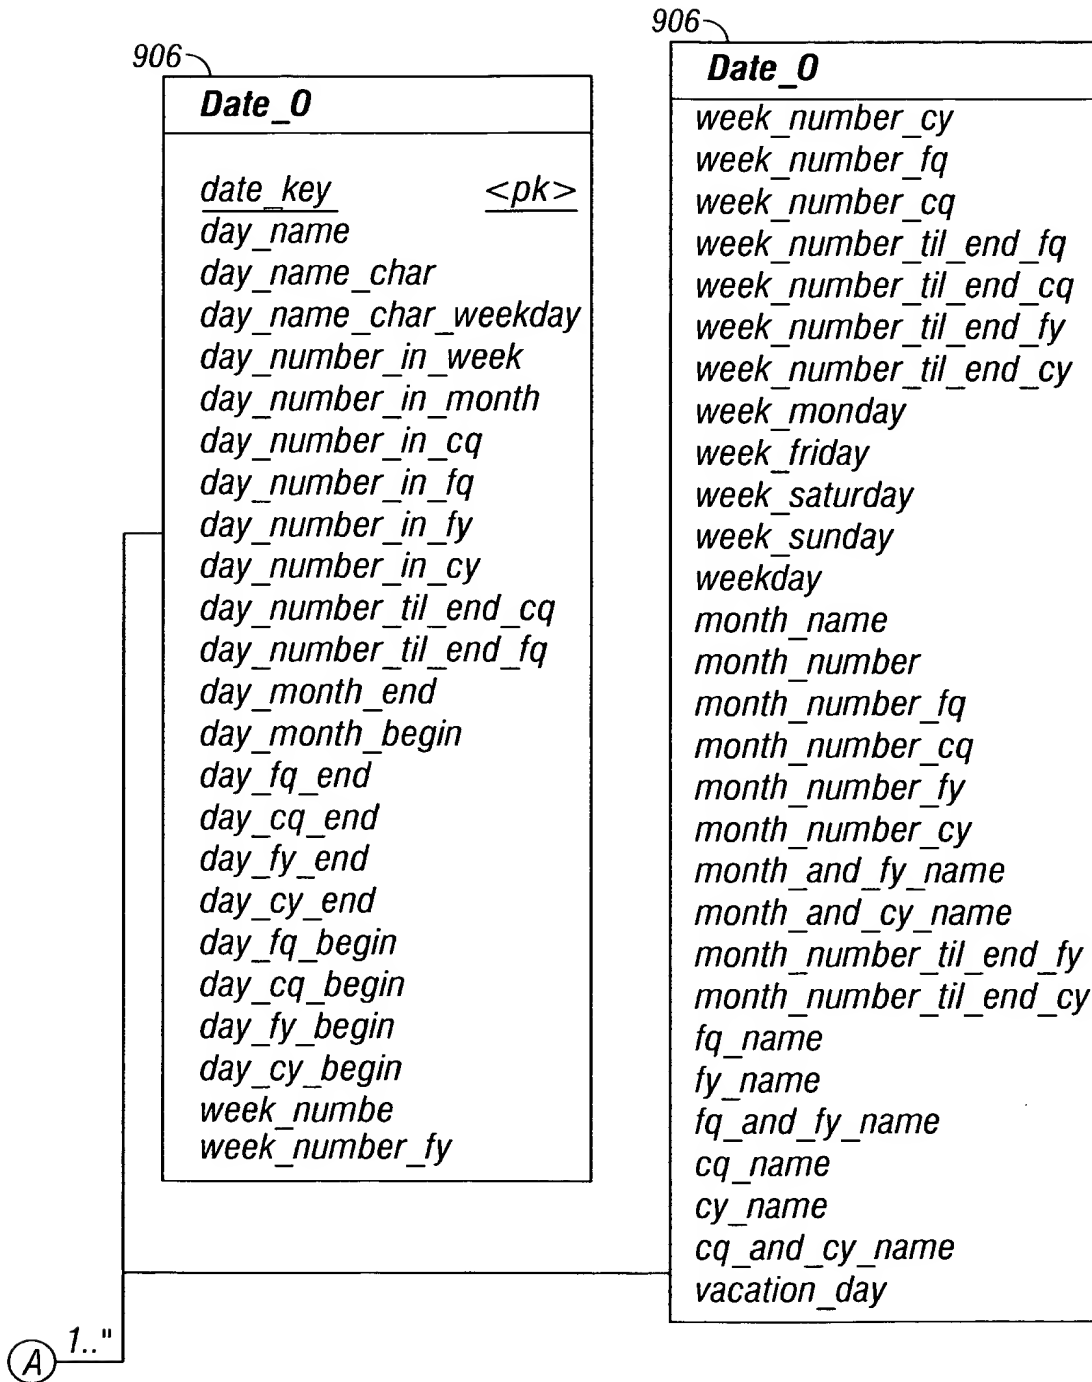 906
Date_0
date_key <pk>
day_name
day_name_char
day_name_char_weekday
day_number_in_week
day_number_in_month
day_number_in_cq
day_number_in_fq
day_number_in_fy
day_number_in_cy
day_number_til_end_cq
day_number_til_end_fq
day_month_end
day_month_begin
day_fq_end
day_cq_end
day_fy_end
day_cy_end
day_fq_begin
day_cq_begin
day_fy_begin
day_cy_begin
week_numbe
week_number_fy
906
Date_0
week_number_cy
week_number_fq
week_number_cq
week_number_til_end_fq
week_number_til_end_cq
week_number_til_end_fy
week_number_til_end_cy
week_monday
week_friday
week_saturday
week_sunday
weekday
month_name
month_number
month_number_fq
month_number_cq
month_number_fy
month_number_cy
month_and_fy_name
month_and_cy_name
month_number_til_end_fy
month_number_til_end_cy
fq_name
fy_name
fq_and_fy_name
cq_name
cy_name
cq_and_cy_name
vacation_day
A 1.."